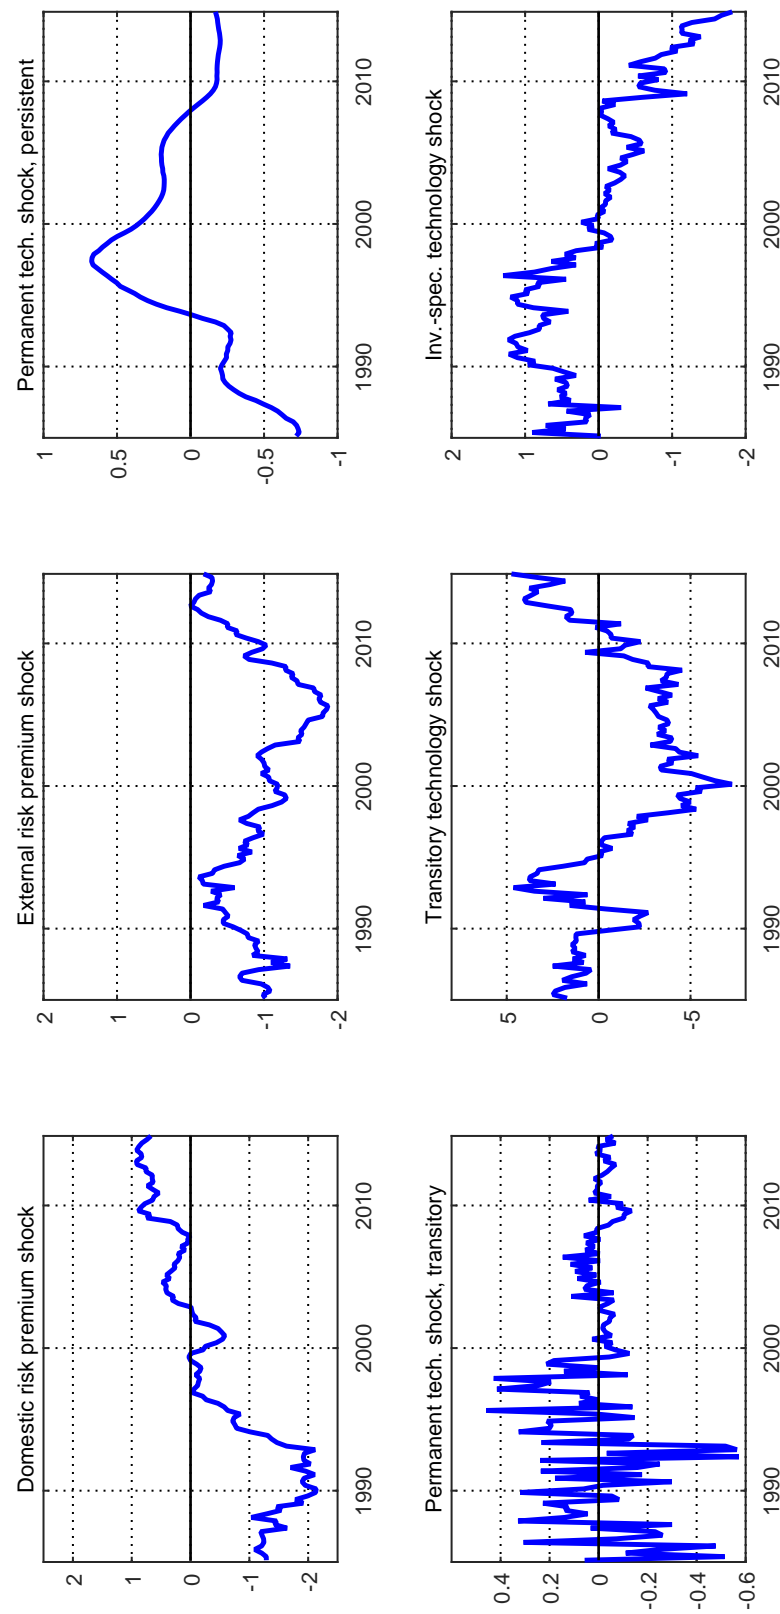 Domestic risk premium shock
2
1
0
-1
-2
1990 2000 2010
External risk premium shock
2
1
0
-1
-2
1990 2000 2010
Permanent tech. shock, persistent
1
0.5
0
-0.5
-1
1990 2000 2010
Permanent tech. shock, transitory
0.4
0.2
0
-0.2
-0.4
-0.6
1990 2000 2010
Transitory technology shock
5
0
-5
1990 2000 2010
Inv.-spec. technology shock
2
1
0
-1
-2
1990 2000 2010